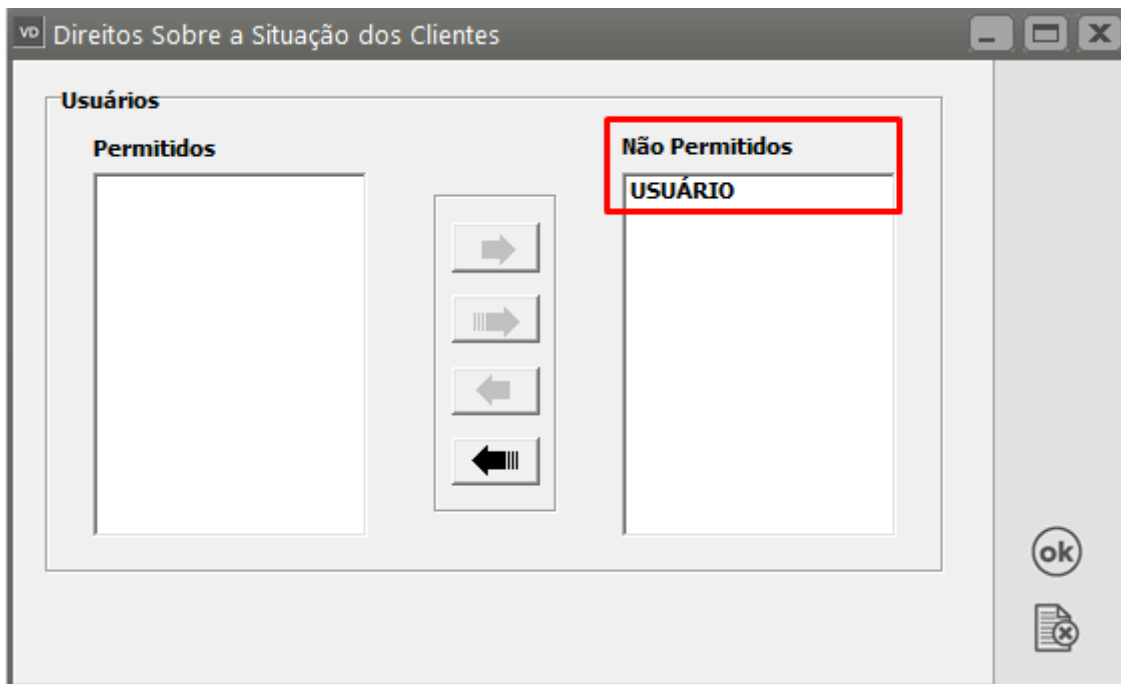 VD Direitos Sobre a Situação dos Clientes
Usuários
Permitidos
Não Permitidos
USUÁRIO
ok